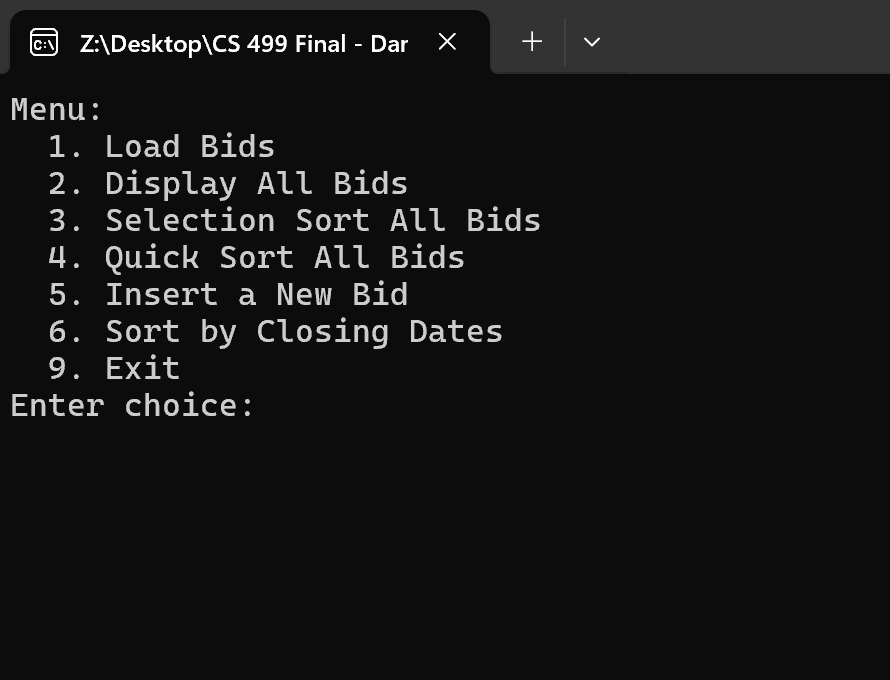 Z:\Desktop\CS 499 Final - Dar
Menu:
  1. Load Bids
  2. Display All Bids
  3. Selection Sort All Bids
  4. Quick Sort All Bids
  5. Insert a New Bid
  6. Sort by Closing Dates
  9. Exit
Enter choice: